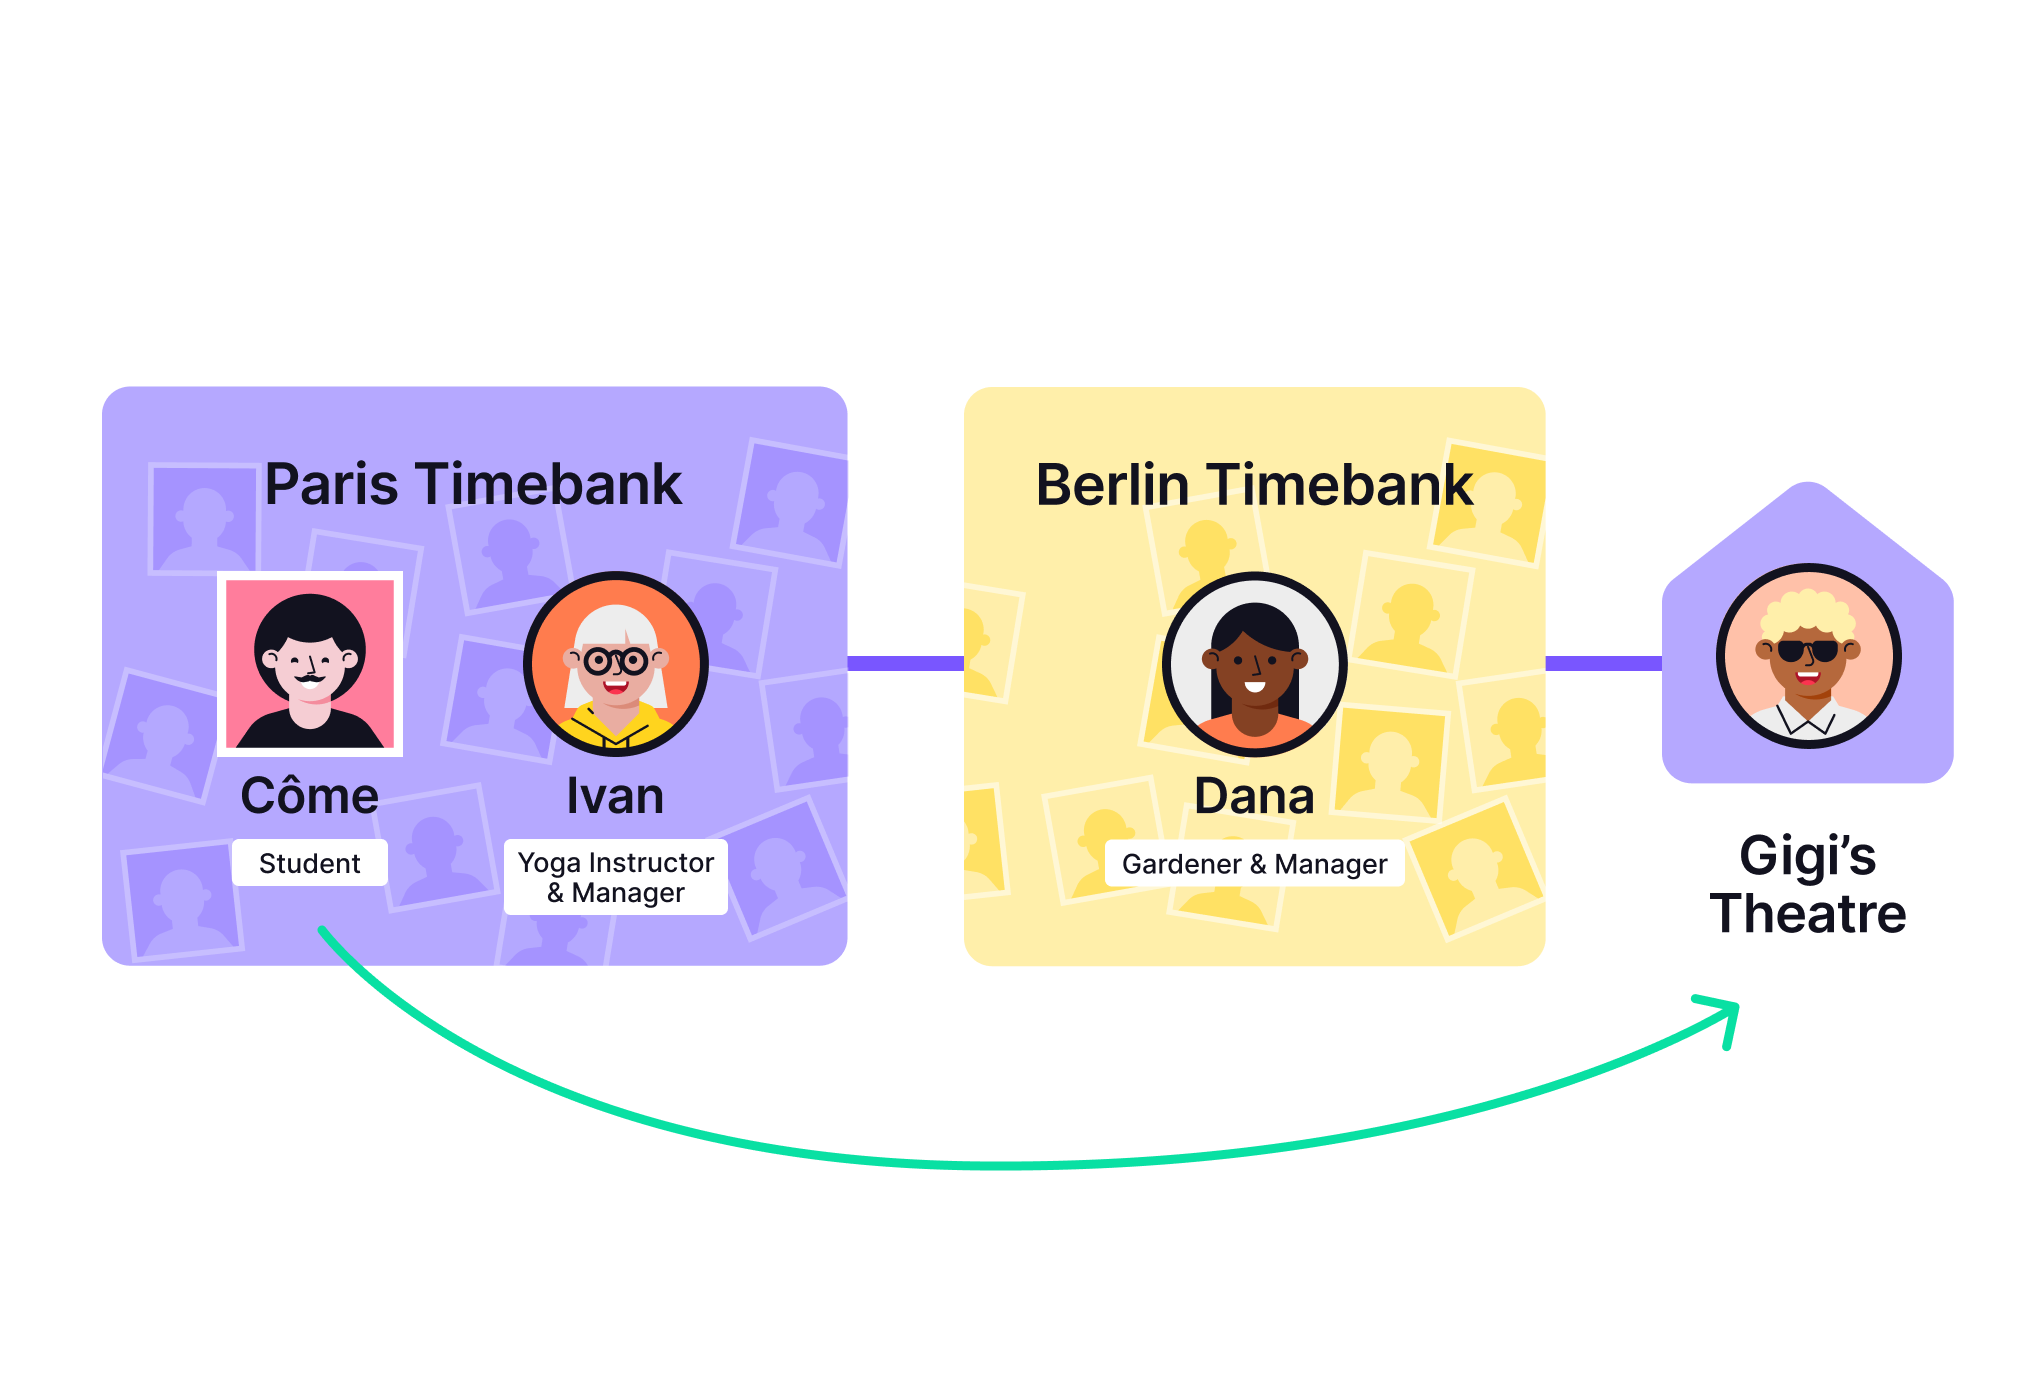 Paris Timebank
Côme
Student
Ivan
Yoga Instructor
& Manager
Berlin Timebank
Dana
Gardener & Manager
Gigi’s
Theatre